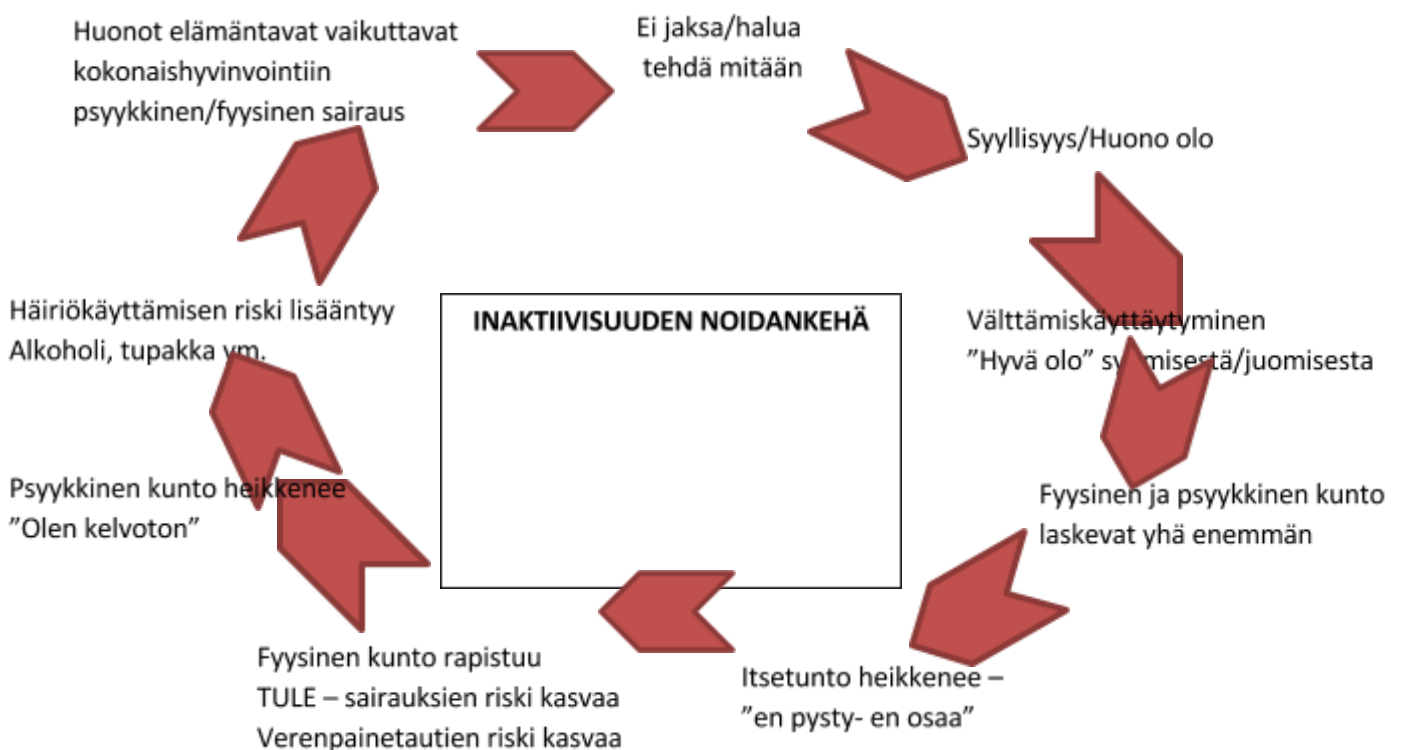 Huonot elämäntavat vaikuttavat
kokonaishyvinvointiin
psyykkinen/fyysinen sairaus
Ei jaksa/halua
tehdä mitään
Syyllisyys/Huono olo
Välttämiskäyttäytyminen
”Hyvä olo” syömisestä/juomisesta
Fyysinen ja psyykkinen kunto
laskevat yhä enemmän
Itsetunto heikkenee –
”en pysty- en osaa”
Fyysinen kunto rapistuu
TULE – sairauksien riski kasvaa
Verenpainetautien riski kasvaa
Psyykkinen kunto heikkenee
”Olen kelvoton”
Häiriökäyttämisen riski lisääntyy
Alkoholi, tupakka ym.
INAKTIIVISUUDEN NOIDANKEHÄ